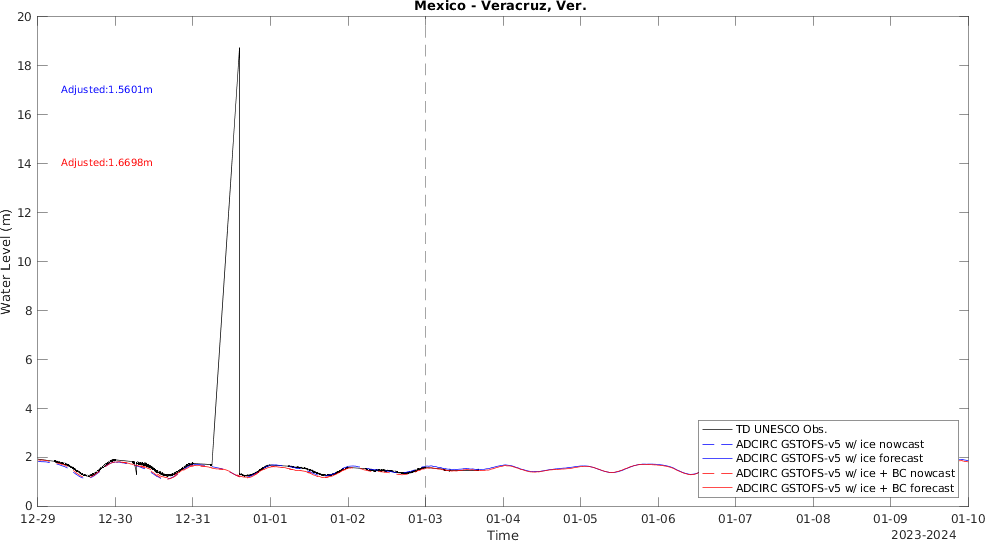 Mexico - Veracruz, Ver.
20
18
16
14
12
10
8
6
4
2
0
Water Level (m)
Adjusted:1.5601m
Adjusted:1.6698m
TD UNESCO Obs.
ADCIRC GSTOFS-v5 w/ ice nowcast
ADCIRC GSTOFS-v5 w/ ice forecast
ADCIRC GSTOFS-v5 w/ ice + BC nowcast
ADCIRC GSTOFS-v5 w/ ice + BC forecast
12-29 12-30 12-31 01-01 01-02 01-03 01-04 01-05 01-06 01-07 01-08 01-09 01-10
Time
2023-2024